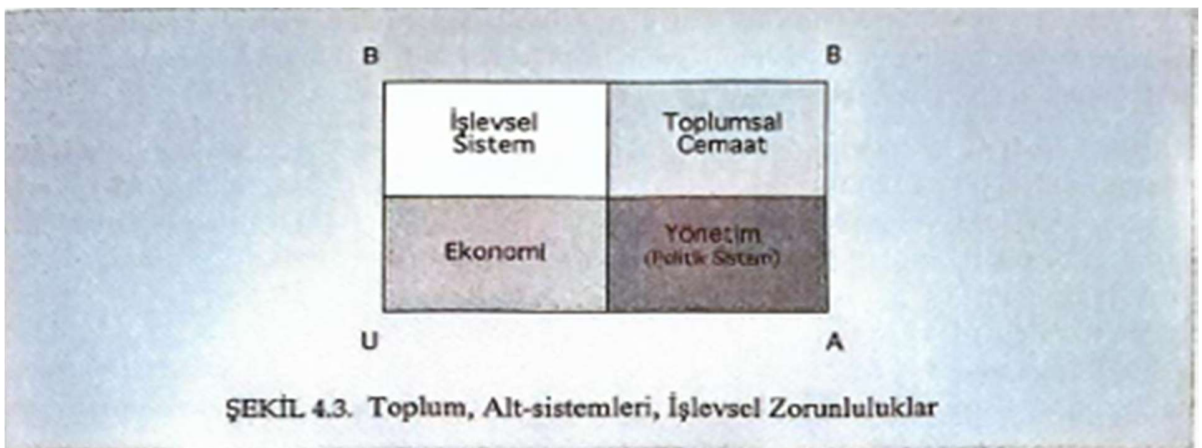 B B
İşlevsel
Sistem
Toplumsal
Cemaat
Ekonomi
Yönetim
(Politik Sistem)
U A
ŞEKİL 4.3. Toplum, Alt-sistemleri, İşlevsel Zorunluluklar